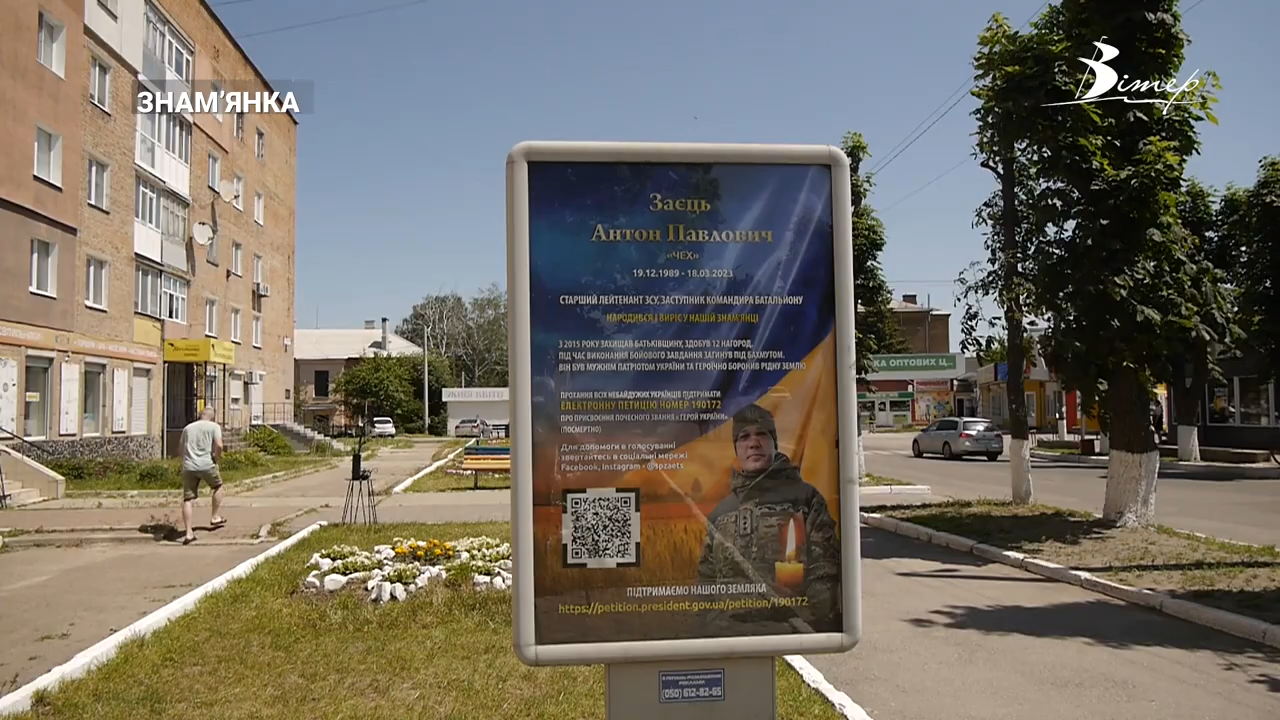 ЗНАМ'ЯНКА
Вітер
Заєць
Антон Павлович
«ЧЕХ»
19.12.1989 - 18.03.2023
СТАРШИЙ ЛЕЙТЕНАНТ ЗСУ, ЗАСТУПНИК КОМАНДИРА БАТАЛЬЙОНУ
НАРОДИВСЯ І ВИРІС У НАШІЙ ЗНАМ'ЯНЦІ
З 2015 РОКУ ЗАХИЩАВ БАТЬКІВЩИНУ, ЗДОБУВ 12 НАГОРОД.
ПІД ЧАС ВИКОНАННЯ БОЙОВОГО ЗАВДАННЯ ЗАГИНУВ ПІД БАХМУТОМ.
ВІН БУВ МУЖНІМ ПАТРІОТОМ УКРАЇНИ ТА ГЕРОЇЧНО БОРОНИВ РІДНУ ЗЕМЛЮ
ПРОХАННЯ ВСІХ НЕБАЙДУЖИХ УКРАЇНЦІВ ПІДТРИМАТИ
ЕЛЕКТРОННУ ПЕТИЦІЮ НОМЕР 190172
ПРО ПРИСВОЄННЯ ПОЧЕСНОГО ЗВАННЯ «ГЕРОЙ УКРАЇНИ»
(ПОСМЕРТНО)
Для допомоги в голосуванні
звертайтесь в соціальні мережі
Facebook, Instagram - @spzaets
ПІДТРИМАЄМО НАШОГО ЗЕМЛЯКА
https://petition.president.gov.ua/petition/190172
(050) 612-82-65
КА ОПТОВИХ Ц